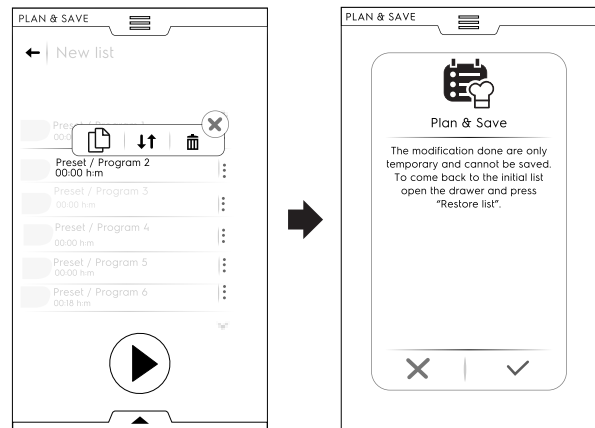 PLAN & SAVE
New list
Preset / Program 2
00:00 h:m
Preset / Program 3
00:00 h:m
Preset / Program 4
00:00 h:m
Preset / Program 5
00:00 h:m
Preset / Program 6
00:18 h:m
PLAN & SAVE
Plan & Save
The modification done are only
temporary and cannot be saved.
To come back to the initial list
open the drawer and press
“Restore list”.